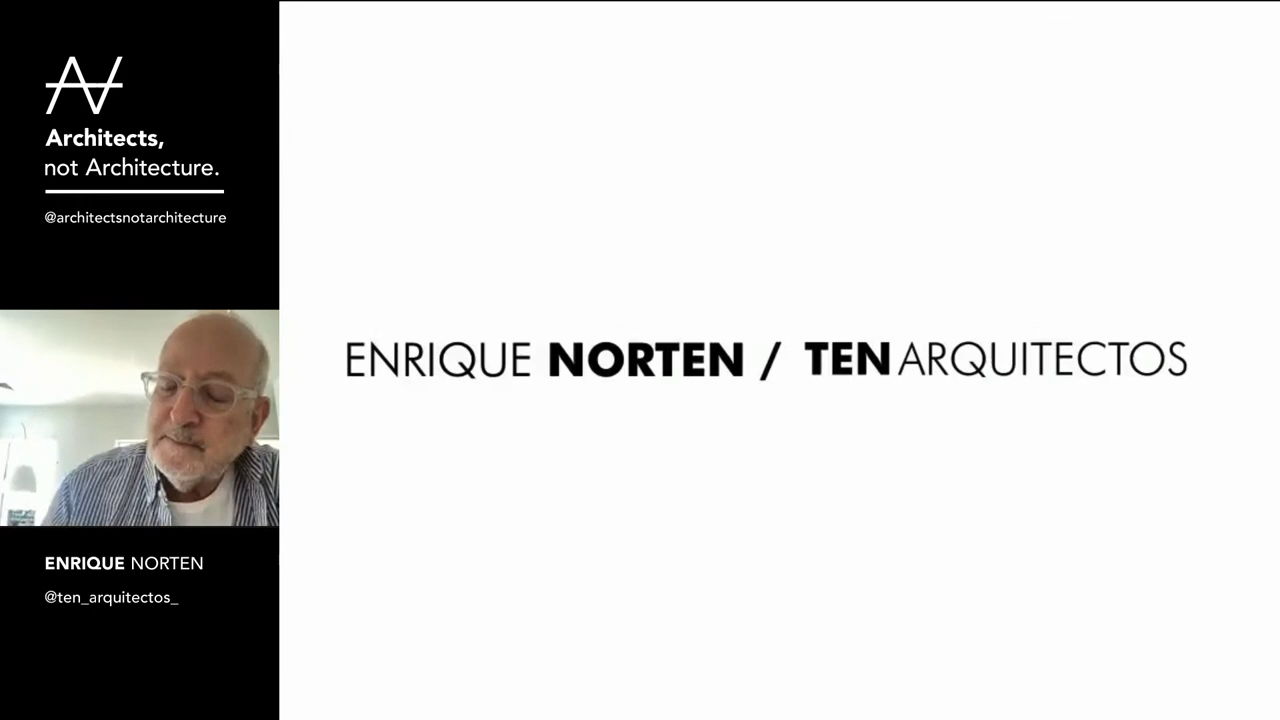 Architects,
not Architecture.
@architectsnotarchitecture
ENRIQUE NORTEN / TEN ARQUITECTOS
ENRIQUE NORTEN
@ten_arquitectos_